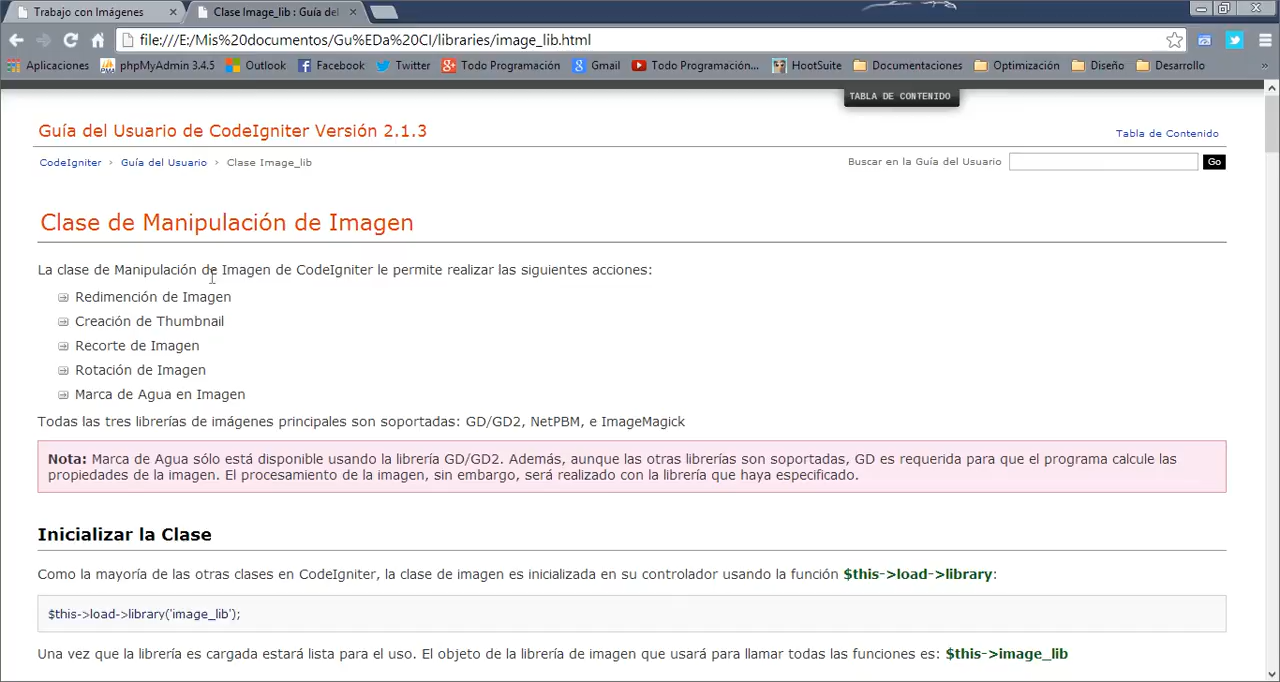 Trabajo con Imágenes
Clase Image_lib : Guía del
file:///E:/Mis%20documentos/Gu%EDa%20CI/libraries/image_lib.html
Aplicaciones phpMyAdmin 3.4.5 Outlook Facebook Twitter Todo Programación Gmail Todo Programación... HootSuite Documentaciones Optimización Diseño Desarrollo »
TABLA DE CONTENIDO
Guía del Usuario de CodeIgniter Versión 2.1.3
Tabla de Contenido
CodeIgniter › Guía del Usuario › Clase Image_lib
Buscar en la Guía del Usuario Go
Clase de Manipulación de Imagen
La clase de Manipulación de Imagen de CodeIgniter le permite realizar las siguientes acciones:
Redimención de Imagen
Creación de Thumbnail
Recorte de Imagen
Rotación de Imagen
Marca de Agua en Imagen
Todas las tres librerías de imágenes principales son soportadas: GD/GD2, NetPBM, e ImageMagick
Nota: Marca de Agua sólo está disponible usando la librería GD/GD2. Además, aunque las otras librerías son soportadas, GD es requerida para que el programa calcule las
propiedades de la imagen. El procesamiento de la imagen, sin embargo, será realizado con la librería que haya especificado.
Inicializar la Clase
Como la mayoría de las otras clases en CodeIgniter, la clase de imagen es inicializada en su controlador usando la función $this->load->library:
$this->load->library('image_lib');
Una vez que la librería es cargada estará lista para el uso. El objeto de la librería de imagen que usará para llamar todas las funciones es: $this->image_lib